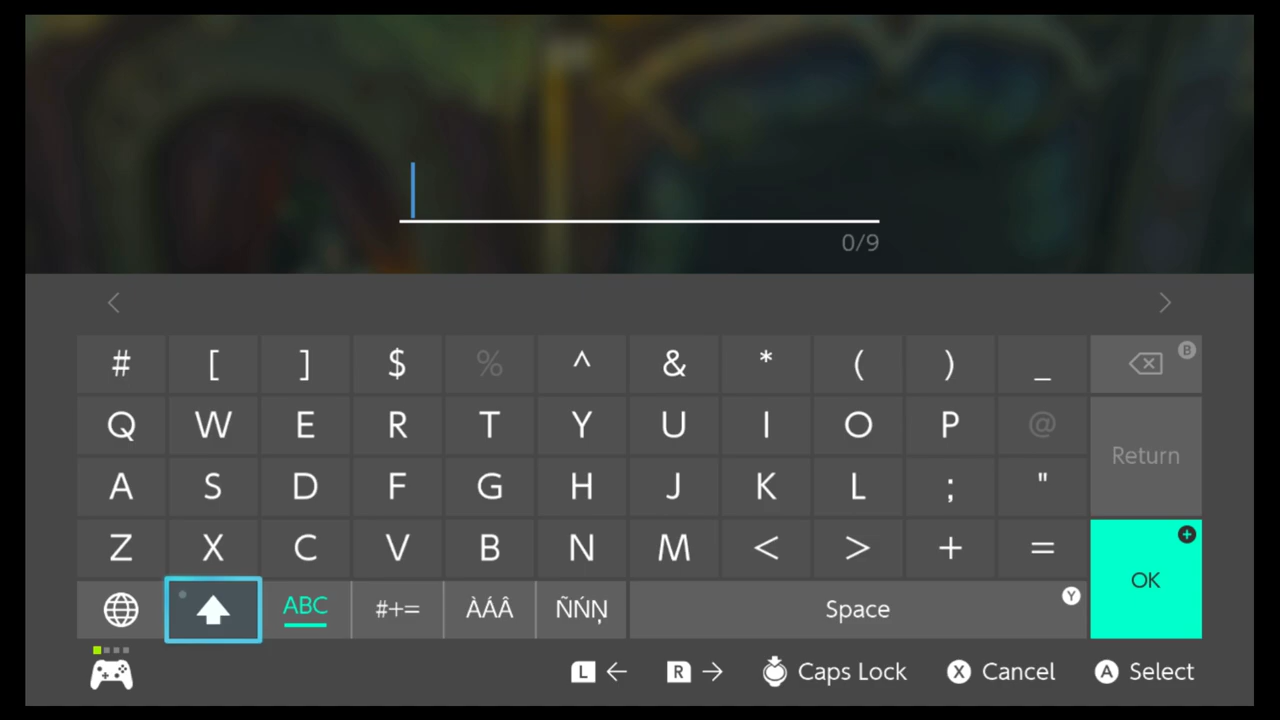 0/9
# [ ] $ % ^ & * ( ) _ B
Q W E R T Y U I O P @ Return
A S D F G H J K L ; "
Z X C V B N M < > + = OK
ABC #+= ÀÁÂ ÑŃŅ Space Y
L ← R → Caps Lock X Cancel A Select